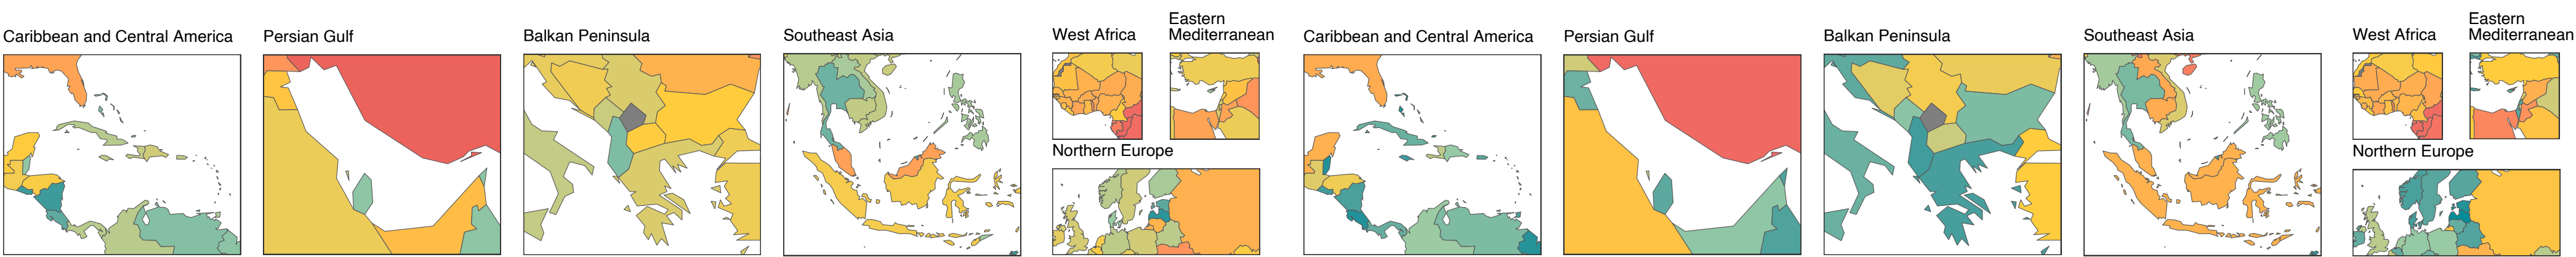 Caribbean and Central America
Persian Gulf
Balkan Peninsula
Southeast Asia
West Africa
Eastern
Mediterranean
Northern Europe
Caribbean and Central America
Persian Gulf
Balkan Peninsula
Southeast Asia
West Africa
Eastern
Mediterranean
Northern Europe